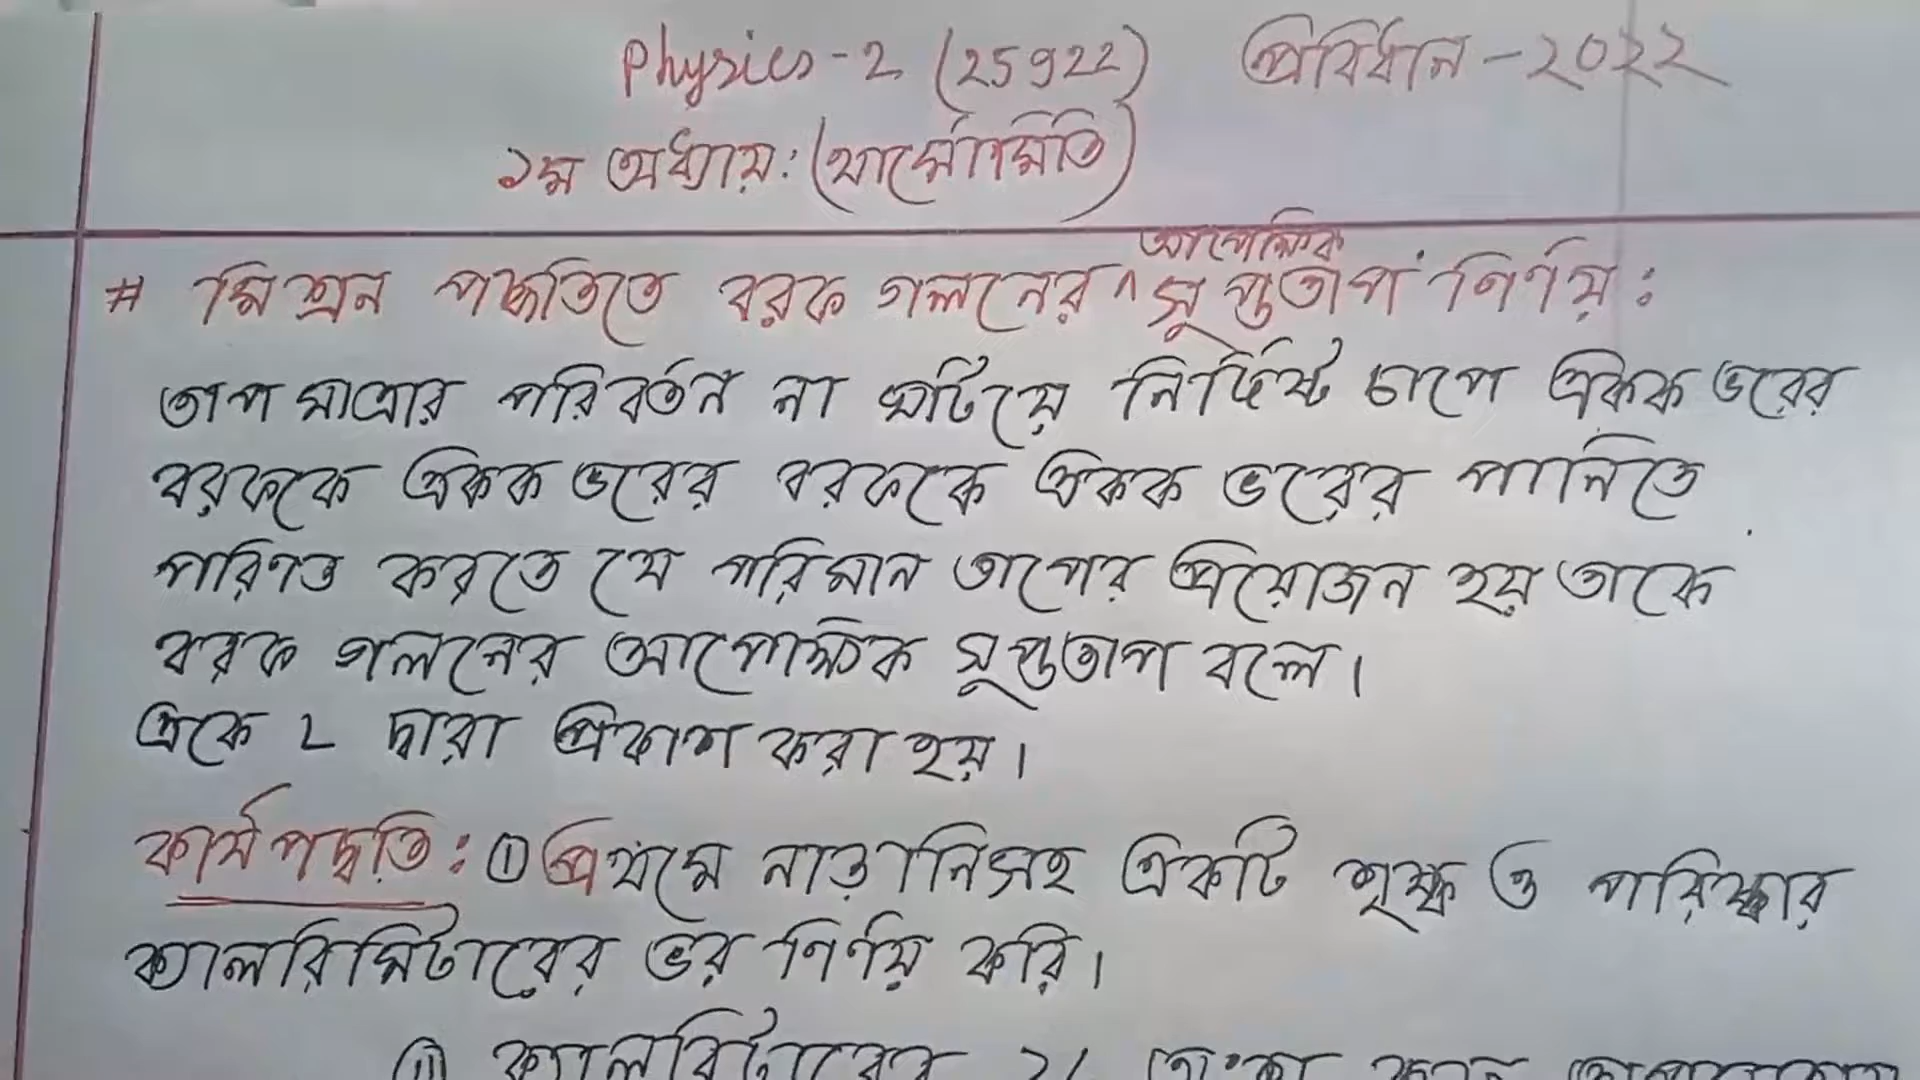 Physics-2 (25922) প্রবিধান-২০২২
১ম অধ্যায়: (থার্মোমিতি)
আপেক্ষিক
# মিশ্রন পদ্ধতিতে বরফ গলনের ^ সুপ্ততাপ নির্ণয়:
তাপ মাত্রার পরিবর্তন না ঘটিয়ে নির্দিষ্ট চাপে একক ভরের
বরফকে একক ভরের বরফকে একক ভরের পানিতে
পরিণত করতে যে পরিমান তাপের প্রয়োজন হয় তাকে
বরফ গলনের আপেক্ষিক সুপ্ততাপ বলে।
একে L দ্বারা প্রকাশ করা হয়।
কার্যপদ্ধতি: ① প্রথমে নাড়ানিসহ একটি শুষ্ক ও পরিষ্কার
ক্যালরিমিটারের ভর নির্ণয় করি।